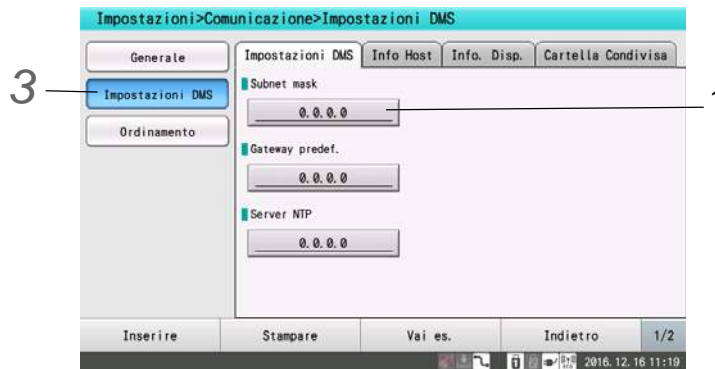 Impostazioni>Comunicazione>Impostazioni DMS
Generale
Impostazioni DMS
Ordinamento
3
Impostazioni DMS Info Host Info. Disp. Cartella Condivisa
Subnet mask
0.0.0.0
1
Gateway predef.
0.0.0.0
Server NTP
0.0.0.0
Inserire Stampare Vai es. Indietro 1/2
2016.12.16 11:19